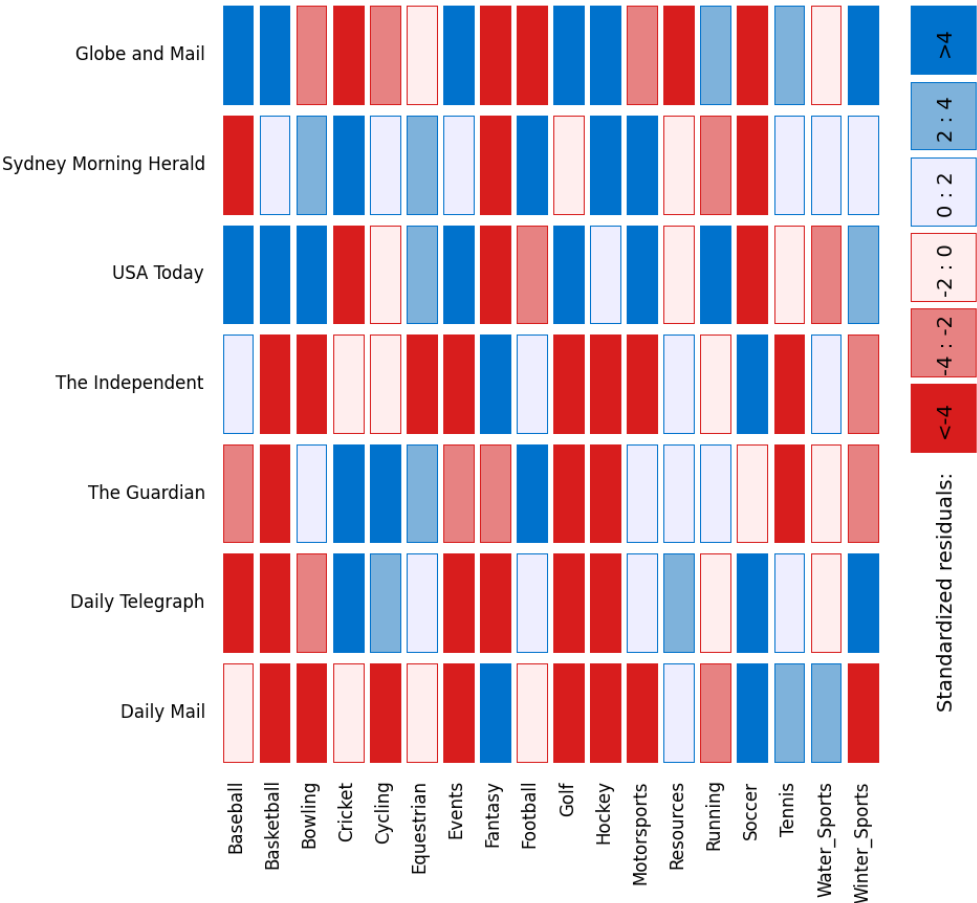 Globe and Mail
Sydney Morning Herald
USA Today
The Independent
The Guardian
Daily Telegraph
Daily Mail
Baseball
Basketball
Bowling
Cricket
Cycling
Equestrian
Events
Fantasy
Football
Golf
Hockey
Motorsports
Resources
Running
Soccer
Tennis
Water_Sports
Winter_Sports
Standardized residuals:
<-4
-4 : -2
-2 : 0
0 : 2
2 : 4
>4